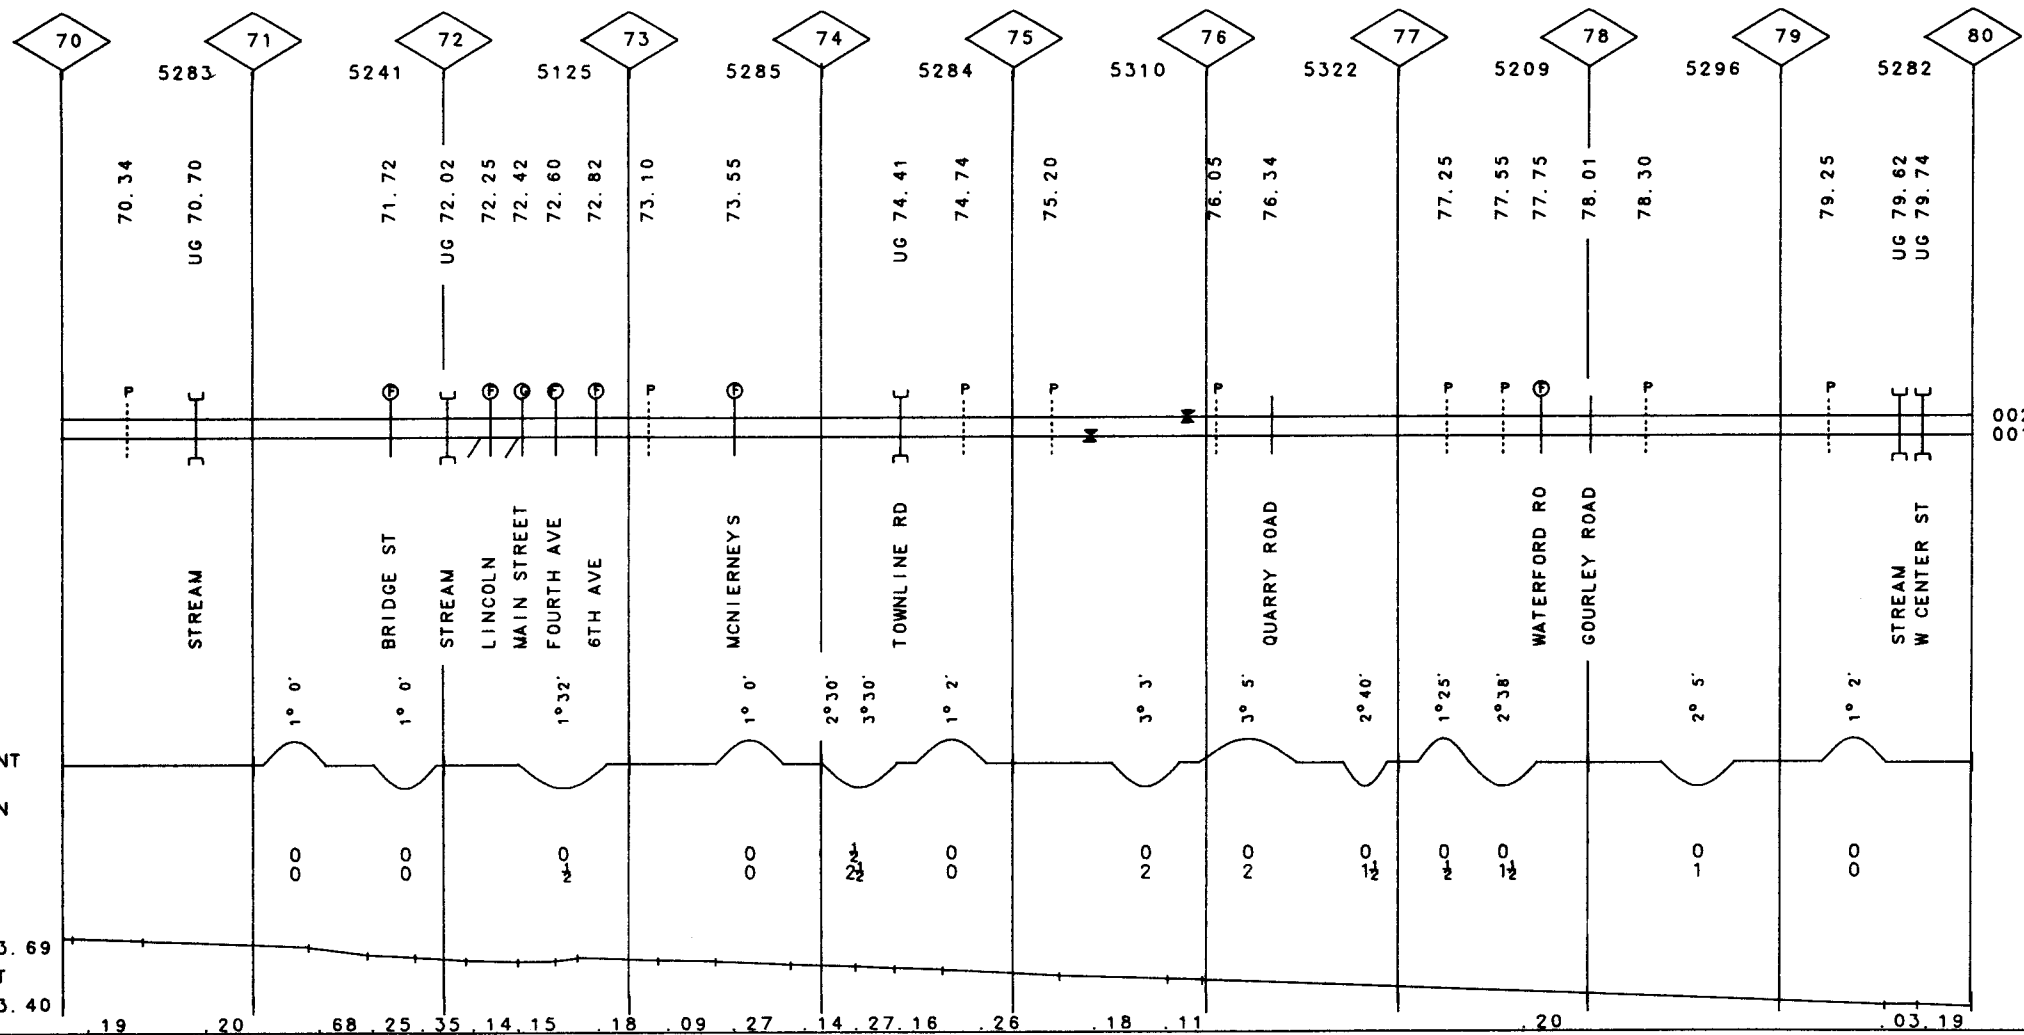 70 71 72 73 74 75 76 77 78 79 80
5283 5241 5125 5285 5284 5310 5322 5209 5296 5282
70.34
UG 70.70
71.72
UG 72.02
72.25
72.42
72.60
72.82
73.10
73.55
UG 74.41
74.74
75.20
76.05
76.34
77.25
77.55
77.75
78.01
78.30
79.25
UG 79.62
UG 79.74
P F F G F F P F P P P P P F P P
STREAM
BRIDGE ST
STREAM
LINCOLN
MAIN STREET
FOURTH AVE
6TH AVE
MCNIERNEYS
TOWNLINE RD
QUARRY ROAD
WATERFORD RO
GOURLEY ROAD
STREAM
W CENTER ST
1° 0' 1° 0' 1°32' 1° 0' 2°30' 3°30' 1° 2' 3° 3' 3° 5' 2°40' 1°25' 2°38' 2° 5' 1° 2'
NT
N
0 0 0 0 ½ 0 0 0 0 0 0 0 0
0 0 ½ 0 2½ 0 2 2 1½ ½ 1½ 1 0
3.69
T
3.40
.19 .20 .68 .25 .35 .14 .15 .18 .09 .27 .14 .27 .16 .26 .18 .11 .20 .03 .19